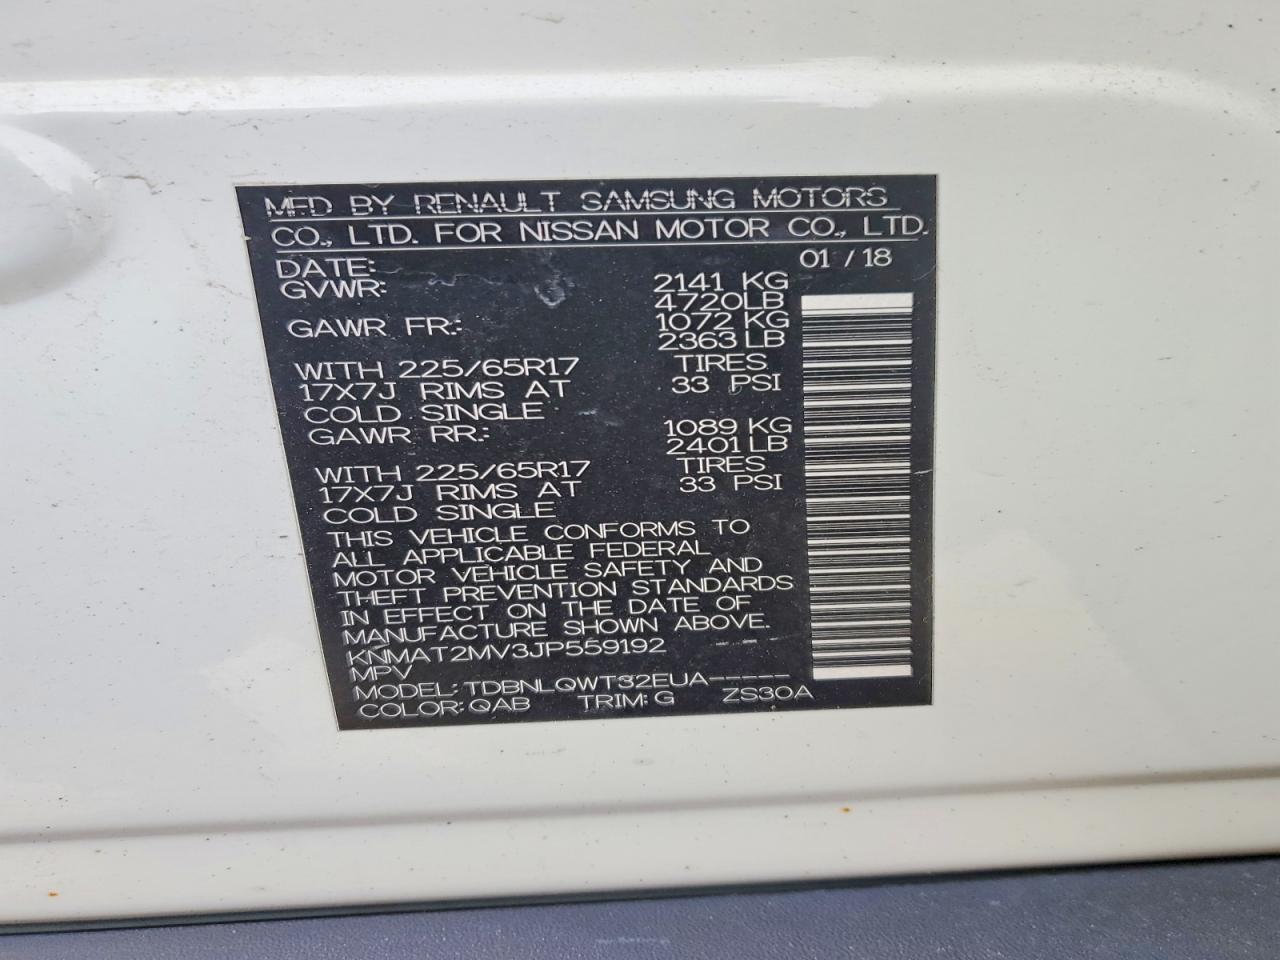 MFD BY RENAULT SAMSUNG MOTORS
CO., LTD. FOR NISSAN MOTOR CO., LTD.
DATE: 01 / 18
GVWR: 2141 KG
4720LB
GAWR FR.: 1072 KG
2363 LB
WITH 225/65R17 TIRES
17X7J RIMS AT 33 PSI
COLD SINGLE
GAWR RR.: 1089 KG
2401 LB
WITH 225/65R17 TIRES
17X7J RIMS AT 33 PSI
COLD SINGLE
THIS VEHICLE CONFORMS TO
ALL APPLICABLE FEDERAL
MOTOR VEHICLE SAFETY AND
THEFT PREVENTION STANDARDS
IN EFFECT ON THE DATE OF
MANUFACTURE SHOWN ABOVE.
KNMAT2MV3JP559192
MPV
MODEL: TDBNLQWT32EUA-----
COLOR: QAB TRIM: G ZS30A